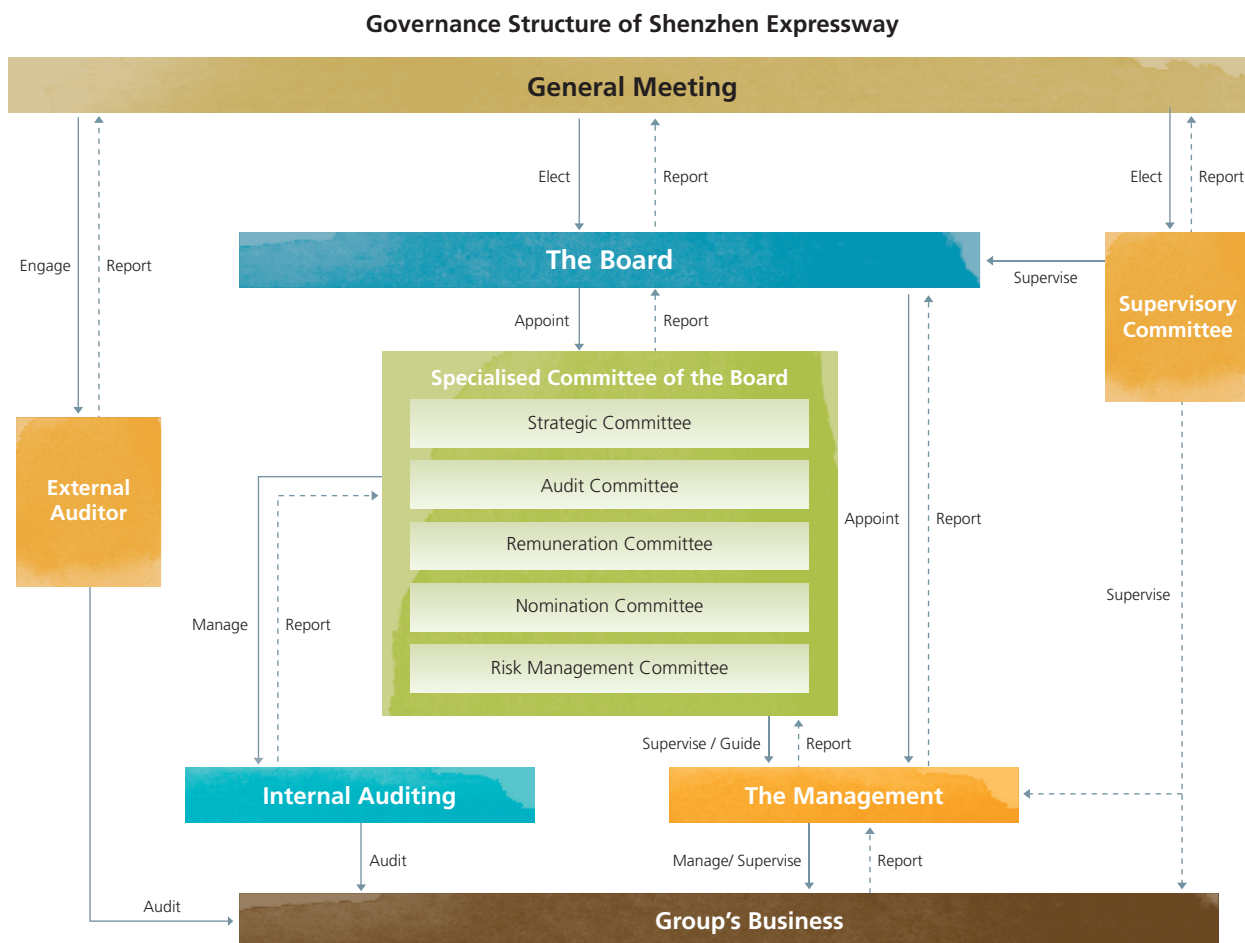 Governance Structure of Shenzhen Expressway
General Meeting
Elect
Report
Elect
Report
Engage
Report
The Board
Supervise
Supervisory
Committee
Appoint
Report
Specialised Committee of the Board
Strategic Committee
Audit Committee
Remuneration Committee
Nomination Committee
Risk Management Committee
External
Auditor
Appoint
Report
Manage
Report
Supervise
Supervise / Guide
Report
Internal Auditing
The Management
Audit
Manage/ Supervise
Report
Audit
Group's Business